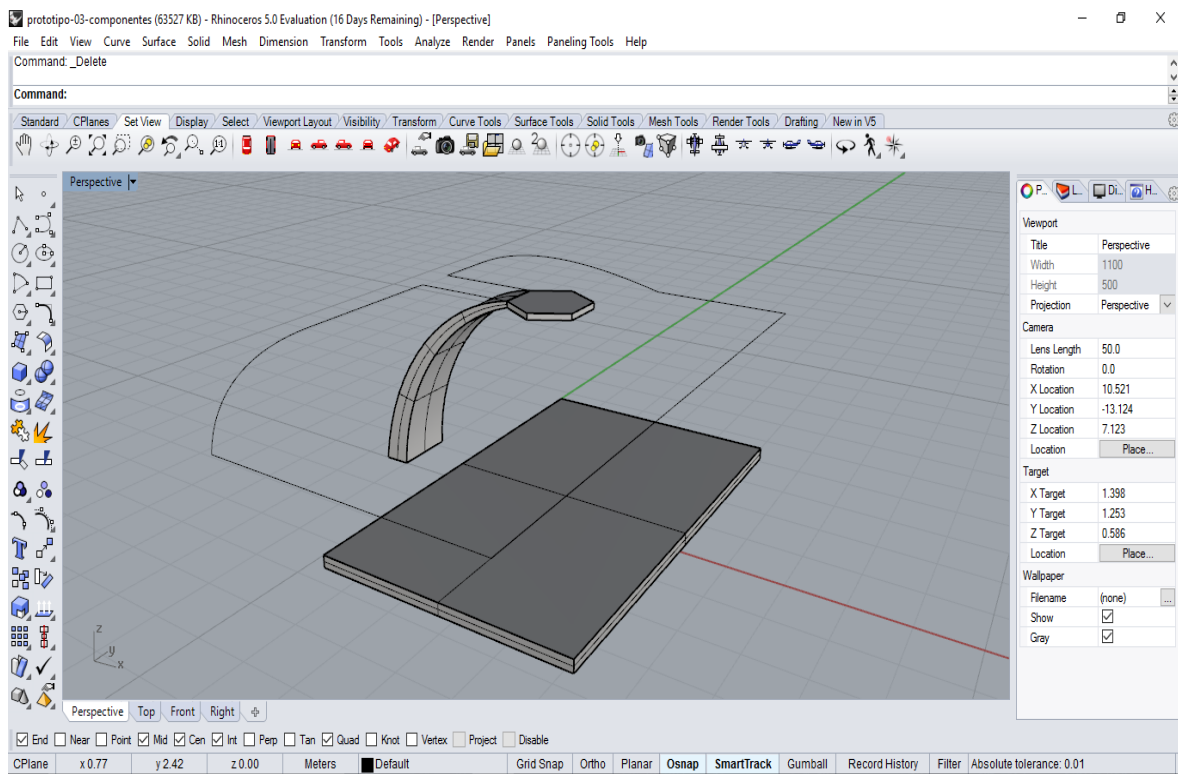 prototipo-03-componentes (63527 KB) - Rhinoceros 5.0 Evaluation (16 Days Remaining) - [Perspective]
File Edit View Curve Surface Solid Mesh Dimension Transform Tools Analyze Render Panels Paneling Tools Help
Command: _Delete
Command:
Standard CPlanes Set View Display Select Viewport Layout Visibility Transform Curve Tools Surface Tools Solid Tools Mesh Tools Render Tools Drafting New in V5
Perspective
P... L... Di... H...
Viewport
Title Perspective
Width 1100
Height 500
Projection Perspective
Camera
Lens Length 50.0
Rotation 0.0
X Location 10.521
Y Location -13.124
Z Location 7.123
Location Place...
Target
X Target 1.398
Y Target 1.253
Z Target 0.586
Location Place...
Wallpaper
Filename (none) ...
Show
Gray
z
y
x
Perspective Top Front Right
End Near Point Mid Cen Int Perp Tan Quad Knot Vertex Project Disable
CPlane x 0.77 y 2.42 z 0.00 Meters Default Grid Snap Ortho Planar Osnap SmartTrack Gumball Record History Filter Absolute tolerance: 0.01